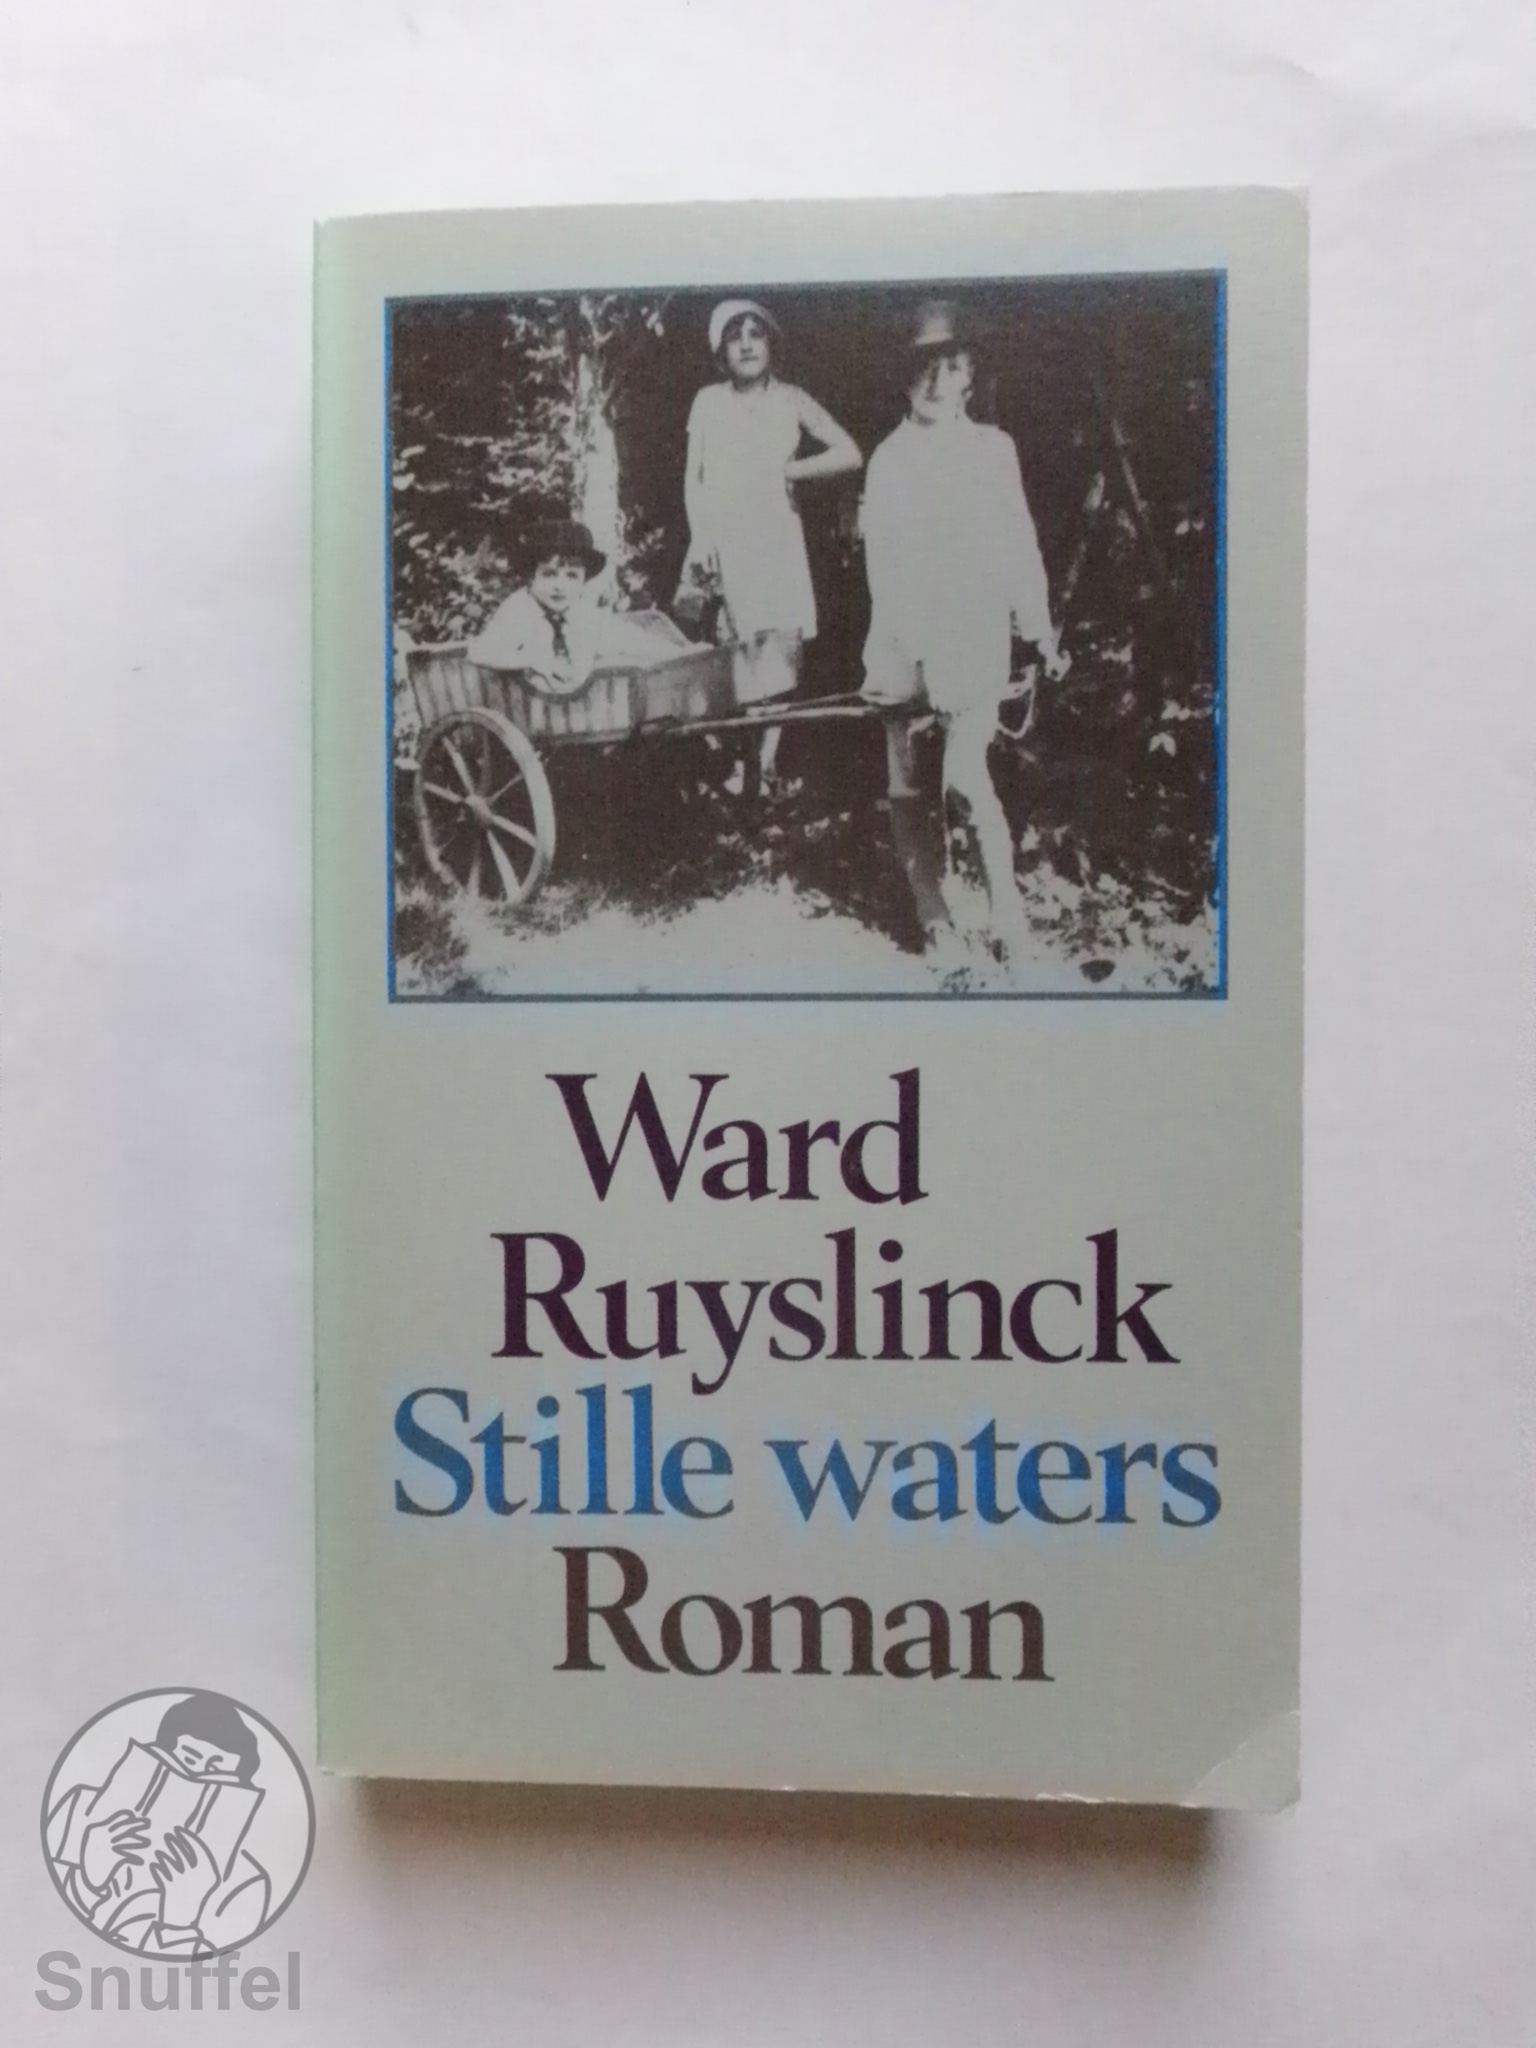 Ward
Ruyslinck
Stille waters
Roman
Snuffel